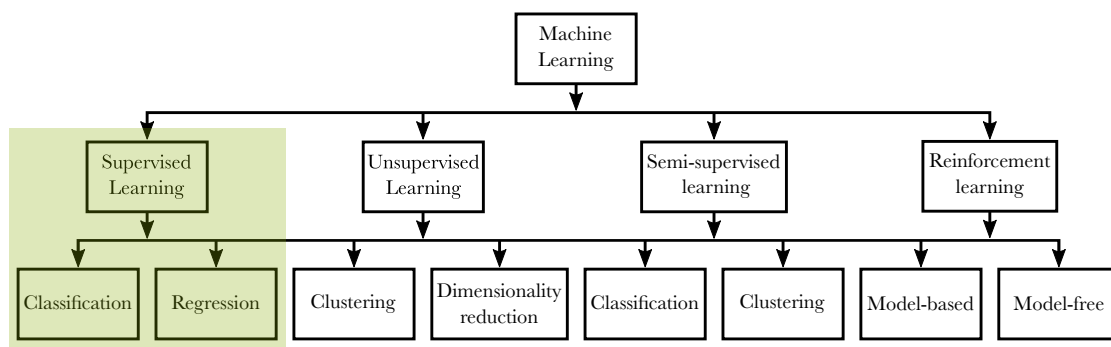 Machine
Learning
Supervised
Learning
Unsupervised
Learning
Semi-supervised
learning
Reinforcement
learning
Classification
Regression
Clustering
Dimensionality
reduction
Classification
Clustering
Model-based
Model-free